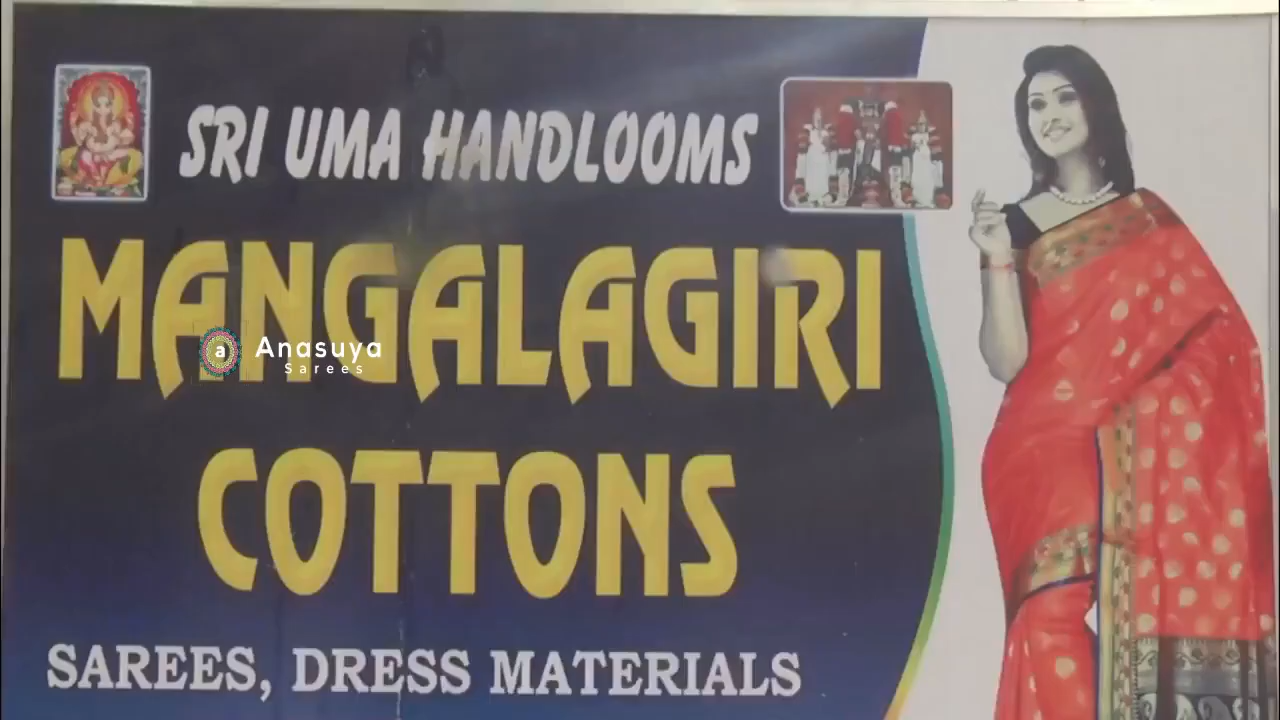 SRI UMA HANDLOOMS
MANGALAGIRI
a Anasuya
Sarees
COTTONS
SAREES, DRESS MATERIALS